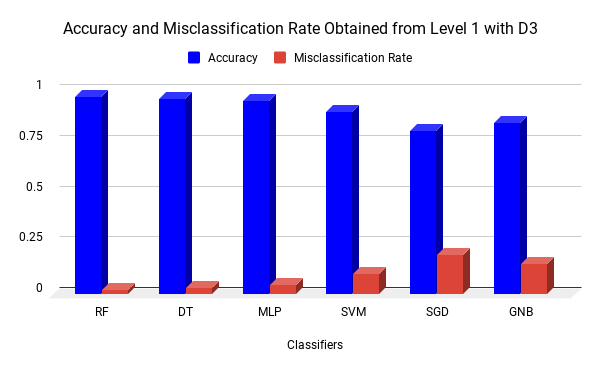 Accuracy and Misclassification Rate Obtained from Level 1 with D3
Accuracy Misclassification Rate
1
0.75
0.5
0.25
0
RF DT MLP SVM SGD GNB
Classifiers